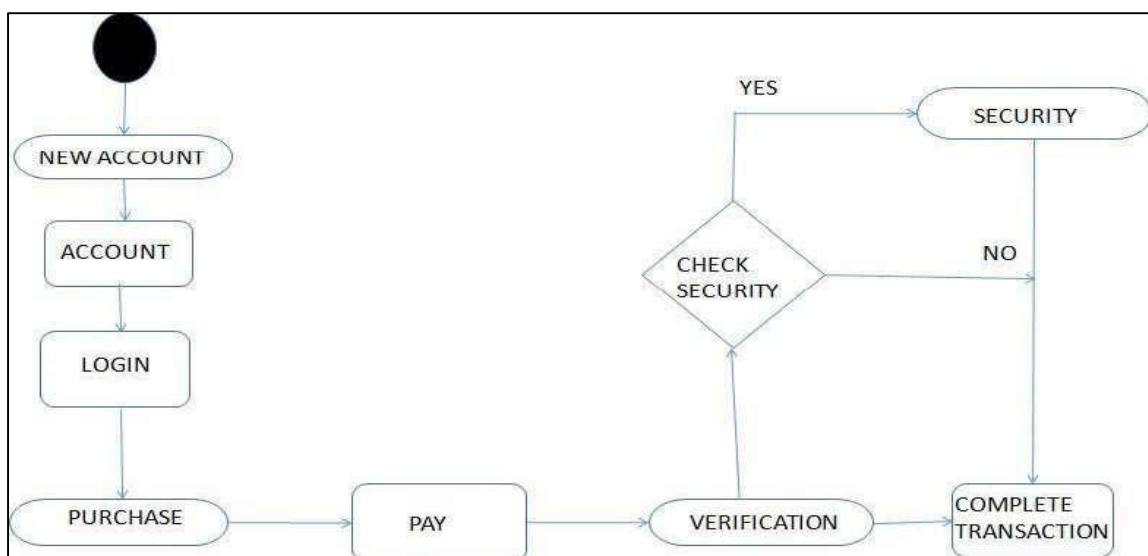 YES
SECURITY
NEW ACCOUNT
ACCOUNT
NO
CHECK
SECURITY
LOGIN
PURCHASE
PAY
VERIFICATION
COMPLETE
TRANSACTION